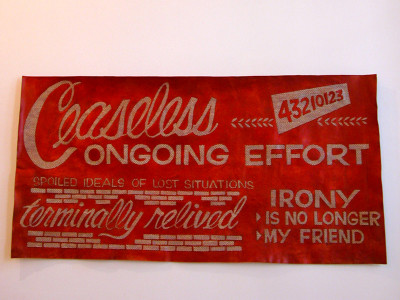 Ceaseless
43210123
ONGOING EFFORT
SPOILED IDEALS OF LOST SITUATIONS
terminally relived
IRONY
IS NO LONGER
MY FRIEND